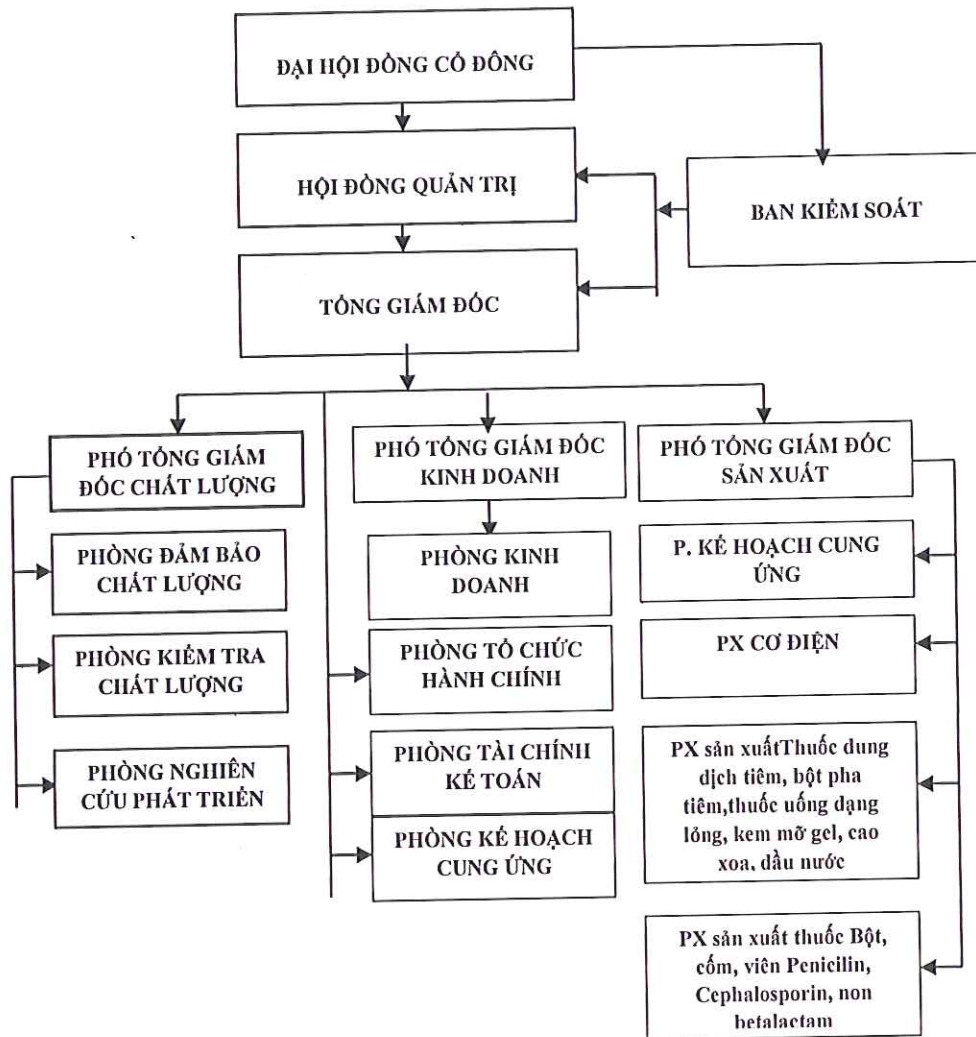 ĐẠI HỘI ĐỒNG CỔ ĐÔNG
HỘI ĐỒNG QUẢN TRỊ
BAN KIỂM SOÁT
TỔNG GIÁM ĐỐC
PHÓ TỔNG GIÁM
ĐỐC CHẤT LƯỢNG
PHÒNG ĐẢM BẢO
CHẤT LƯỢNG
PHÒNG KIỂM TRA
CHẤT LƯỢNG
PHÒNG NGHIÊN
CỨU PHÁT TRIỂN
PHÓ TỔNG GIÁM ĐỐC
KINH DOANH
PHÒNG KINH
DOANH
PHÒNG TỔ CHỨC
HÀNH CHÍNH
PHÒNG TÀI CHÍNH
KẾ TOÁN
PHÒNG KẾ HOẠCH
CUNG ỨNG
PHÓ TỔNG GIÁM ĐỐC
SẢN XUẤT
P. KẾ HOẠCH CUNG
ỨNG
PX CƠ ĐIỆN
PX sản xuấtThuốc dung
dịch tiêm, bột pha
tiêm,thuốc uống dạng
lỏng, kem mỡ gel, cao
xoa, dầu nước
PX sản xuất thuốc Bột,
cốm, viên Penicilin,
Cephalosporin, non
betalactam